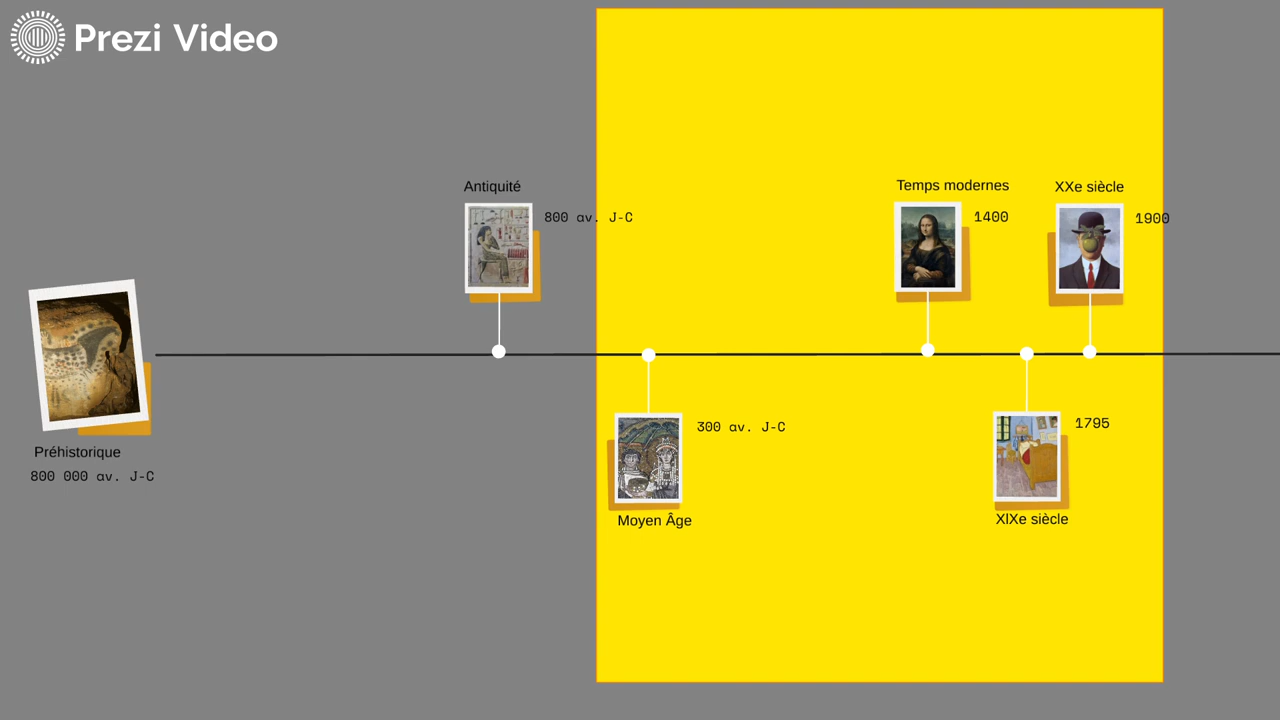 Prezi Video
Antiquité
800 av. J-C
Temps modernes
1400
XXe siècle
1900
Préhistorique
800 000 av. J-C
300 av. J-C
Moyen Âge
1795
XIXe siècle